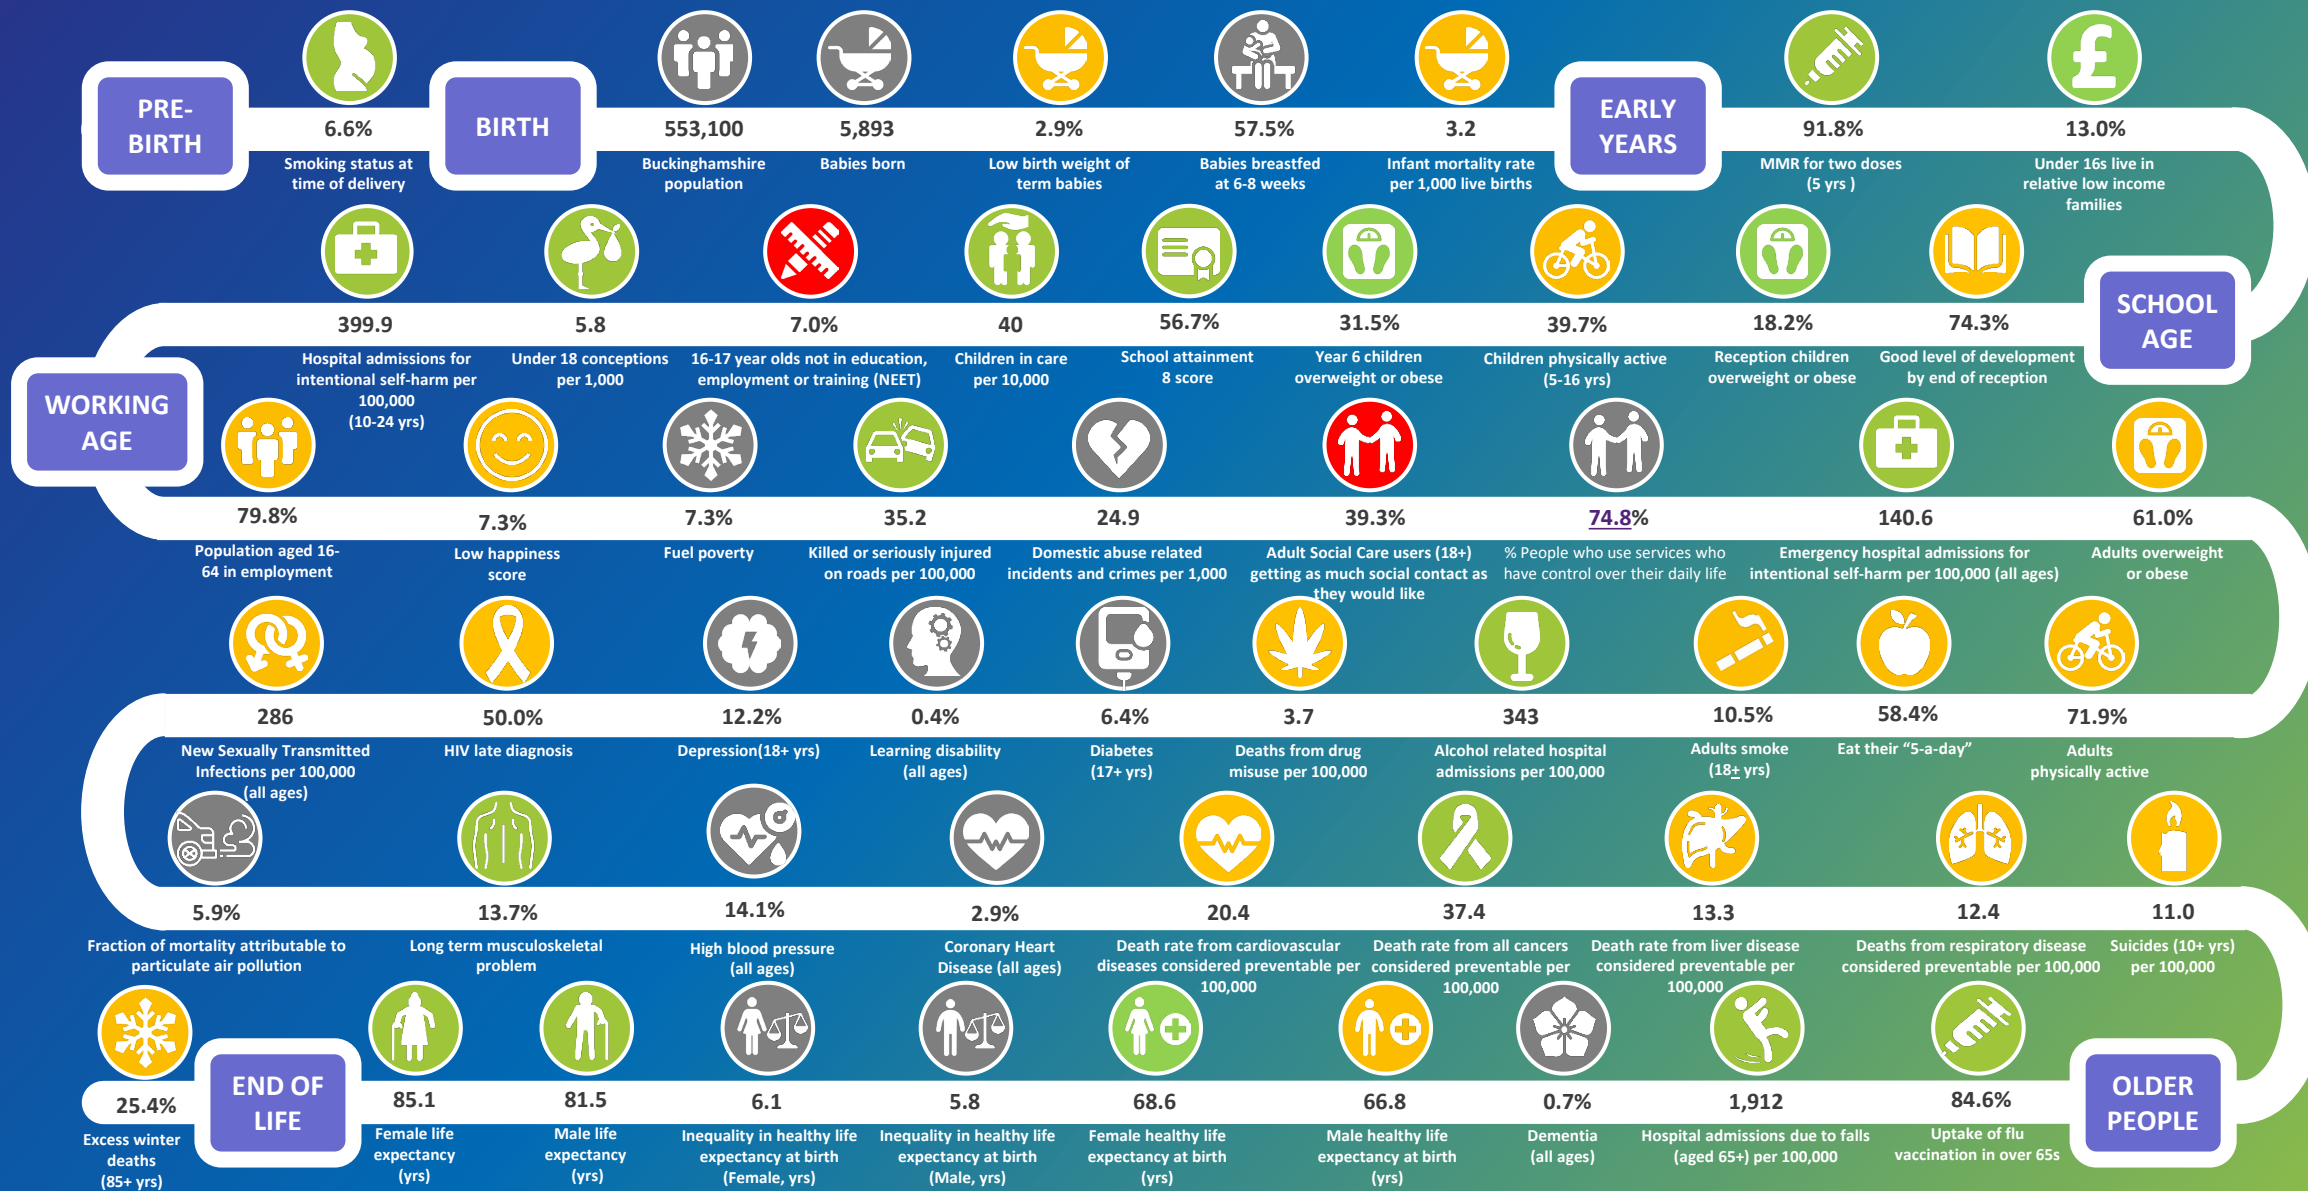 PRE-
BIRTH
6.6%
Smoking status at
time of delivery
BIRTH
553,100
Buckinghamshire
population
5,893
Babies born
2.9%
Low birth weight of
term babies
57.5%
Babies breastfed
at 6-8 weeks
3.2
Infant mortality rate
per 1,000 live births
EARLY
YEARS
91.8%
MMR for two doses
(5 yrs )
£
13.0%
Under 16s live in
relative low income
families
399.9
Hospital admissions for
intentional self-harm per
100,000
(10-24 yrs)
5.8
Under 18 conceptions
per 1,000
7.0%
16-17 year olds not in education,
employment or training (NEET)
40
Children in care
per 10,000
56.7%
School attainment
8 score
31.5%
Year 6 children
overweight or obese
39.7%
Children physically active
(5-16 yrs)
18.2%
Reception children
overweight or obese
74.3%
Good level of development
by end of reception
SCHOOL
AGE
WORKING
AGE
79.8%
Population aged 16-
64 in employment
7.3%
Low happiness
score
7.3%
Fuel poverty
35.2
Killed or seriously injured
on roads per 100,000
24.9
Domestic abuse related
incidents and crimes per 1,000
39.3%
Adult Social Care users (18+)
getting as much social contact as
they would like
74.8%
% People who use services who
have control over their daily life
140.6
Emergency hospital admissions for
intentional self-harm per 100,000 (all ages)
61.0%
Adults overweight
or obese
286
New Sexually Transmitted
Infections per 100,000
(all ages)
50.0%
HIV late diagnosis
12.2%
Depression(18+ yrs)
0.4%
Learning disability
(all ages)
6.4%
Diabetes
(17+ yrs)
3.7
Deaths from drug
misuse per 100,000
343
Alcohol related hospital
admissions per 100,000
10.5%
Adults smoke
(18+ yrs)
58.4%
Eat their “5-a-day”
71.9%
Adults
physically active
5.9%
Fraction of mortality attributable to
particulate air pollution
13.7%
Long term musculoskeletal
problem
14.1%
High blood pressure
(all ages)
2.9%
Coronary Heart
Disease (all ages)
20.4
Death rate from cardiovascular
diseases considered preventable per
100,000
37.4
Death rate from all cancers
considered preventable per
100,000
13.3
Death rate from liver disease
considered preventable per
100,000
12.4
Deaths from respiratory disease
considered preventable per 100,000
11.0
Suicides (10+ yrs)
per 100,000
25.4%
Excess winter
deaths
(85+ yrs)
END OF
LIFE
85.1
Female life
expectancy
(yrs)
81.5
Male life
expectancy
(yrs)
6.1
Inequality in healthy life
expectancy at birth
(Female, yrs)
5.8
Inequality in healthy life
expectancy at birth
(Male, yrs)
68.6
Female healthy life
expectancy at birth
(yrs)
66.8
Male healthy life
expectancy at birth
(yrs)
0.7%
Dementia
(all ages)
1,912
Hospital admissions due to falls
(aged 65+) per 100,000
84.6%
Uptake of flu
vaccination in over 65s
OLDER
PEOPLE